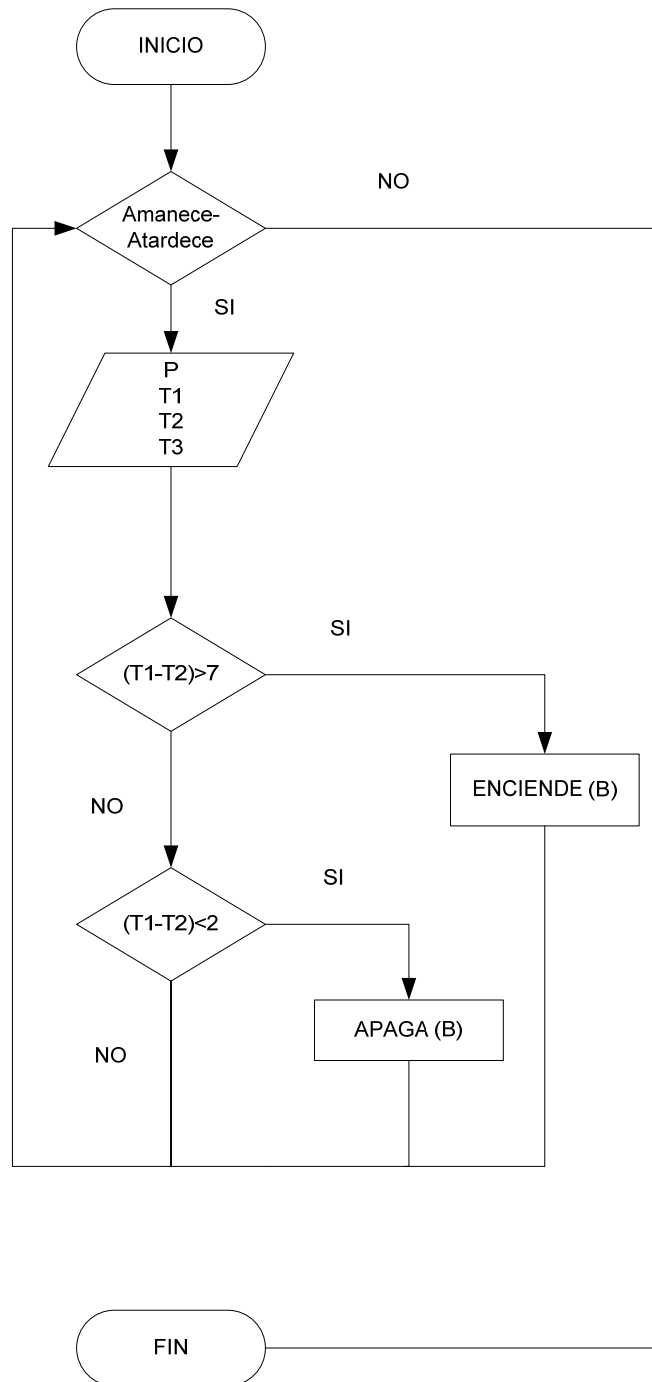 INICIO
NO
Amanece-
Atardece
SI
P
T1
T2
T3
SI
(T1-T2)>7
ENCIENDE (B)
NO
SI
(T1-T2)<2
APAGA (B)
NO
FIN